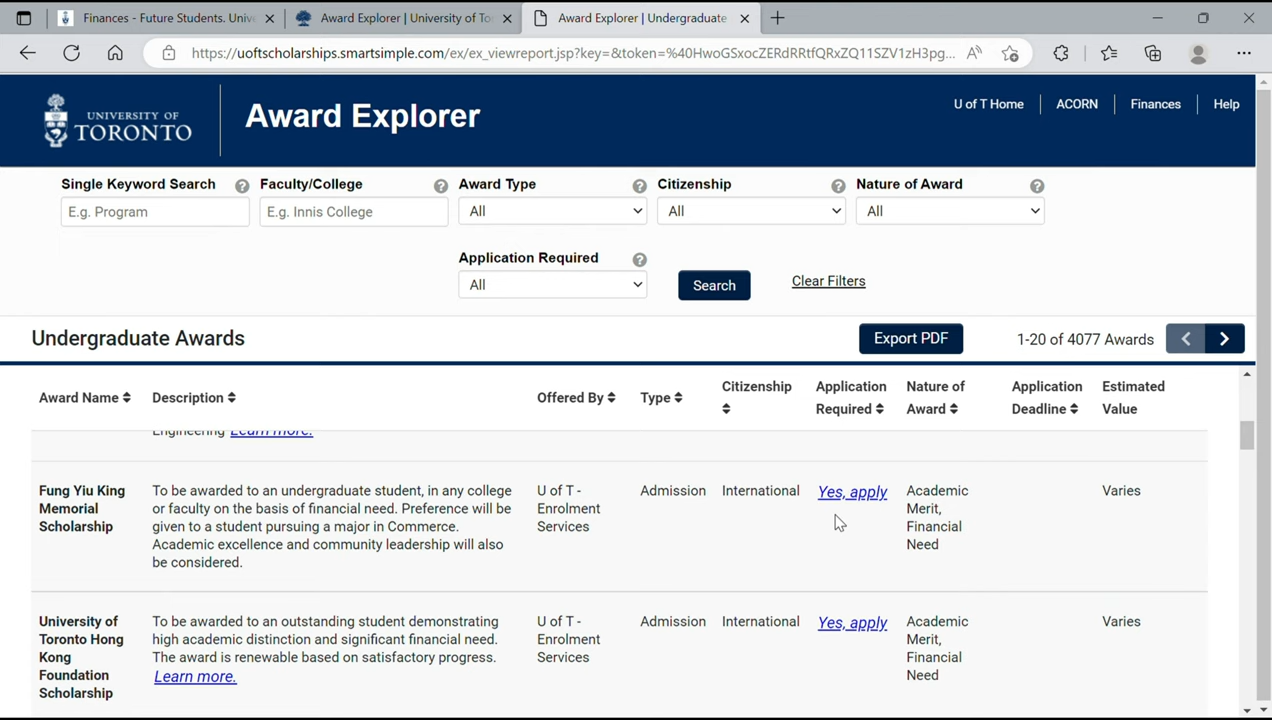 Finances - Future Students. Unive
Award Explorer | University of To
Award Explorer | Undergraduate
https://uoftscholarships.smartsimple.com/ex/ex_viewreport.jsp?key=&token=%40HwoGSxocZERdRRtfQRxZQ11SZV1zH3pg...
UNIVERSITY OF
TORONTO
Award Explorer
U of T Home
ACORN
Finances
Help
Single Keyword Search ?
Faculty/College ?
Award Type ?
Citizenship ?
Nature of Award ?
E.g. Program
E.g. Innis College
All
All
All
Application Required ?
All
Search
Clear Filters
Undergraduate Awards
Export PDF
1-20 of 4077 Awards
Award Name
Description
Offered By
Type
Citizenship
Application
Required
Nature of
Award
Application
Deadline
Estimated
Value
Engineering Learn more.
Fung Yiu King
Memorial
Scholarship
To be awarded to an undergraduate student, in any college
or faculty on the basis of financial need. Preference will be
given to a student pursuing a major in Commerce.
Academic excellence and community leadership will also
be considered.
U of T -
Enrolment
Services
Admission
International
Yes, apply
Academic
Merit,
Financial
Need
Varies
University of
Toronto Hong
Kong
Foundation
Scholarship
To be awarded to an outstanding student demonstrating
high academic distinction and significant financial need.
The award is renewable based on satisfactory progress.
Learn more.
U of T -
Enrolment
Services
Admission
International
Yes, apply
Academic
Merit,
Financial
Need
Varies